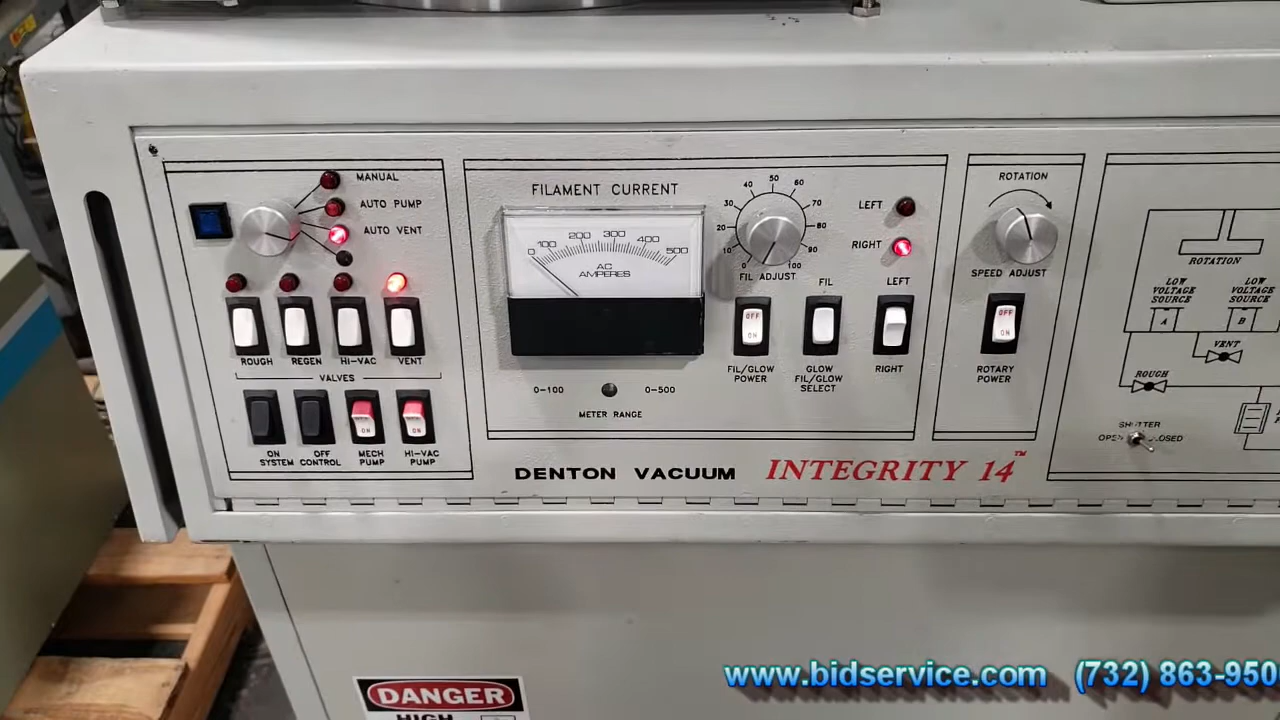 MANUAL
AUTO PUMP
AUTO VENT
ROUGH REGEN HI-VAC VENT
VALVES
ON
ON
ON SYSTEM
OFF CONTROL
MECH PUMP
HI-VAC PUMP
FILAMENT CURRENT
0 100 200 300 400 500
AC
AMPERES
0-100 0-500
METER RANGE
0 10 20 30 40 50 60 70 80 90 100
FIL ADJUST
LEFT
RIGHT
OFF
ON
FIL/GLOW
POWER
FIL
GLOW
FIL/GLOW
SELECT
LEFT
RIGHT
ROTATION
SPEED ADJUST
OFF
ON
ROTARY
POWER
ROTATION
LOW
VOLTAGE
SOURCE
A
LOW
VOLTAGE
SOURCE
B
VENT
ROUGH
SHUTTER
CLOSED
DENTON VACUUM INTEGRITY 14™
DANGER
HIGH
www.bidservice.com (732) 863-950